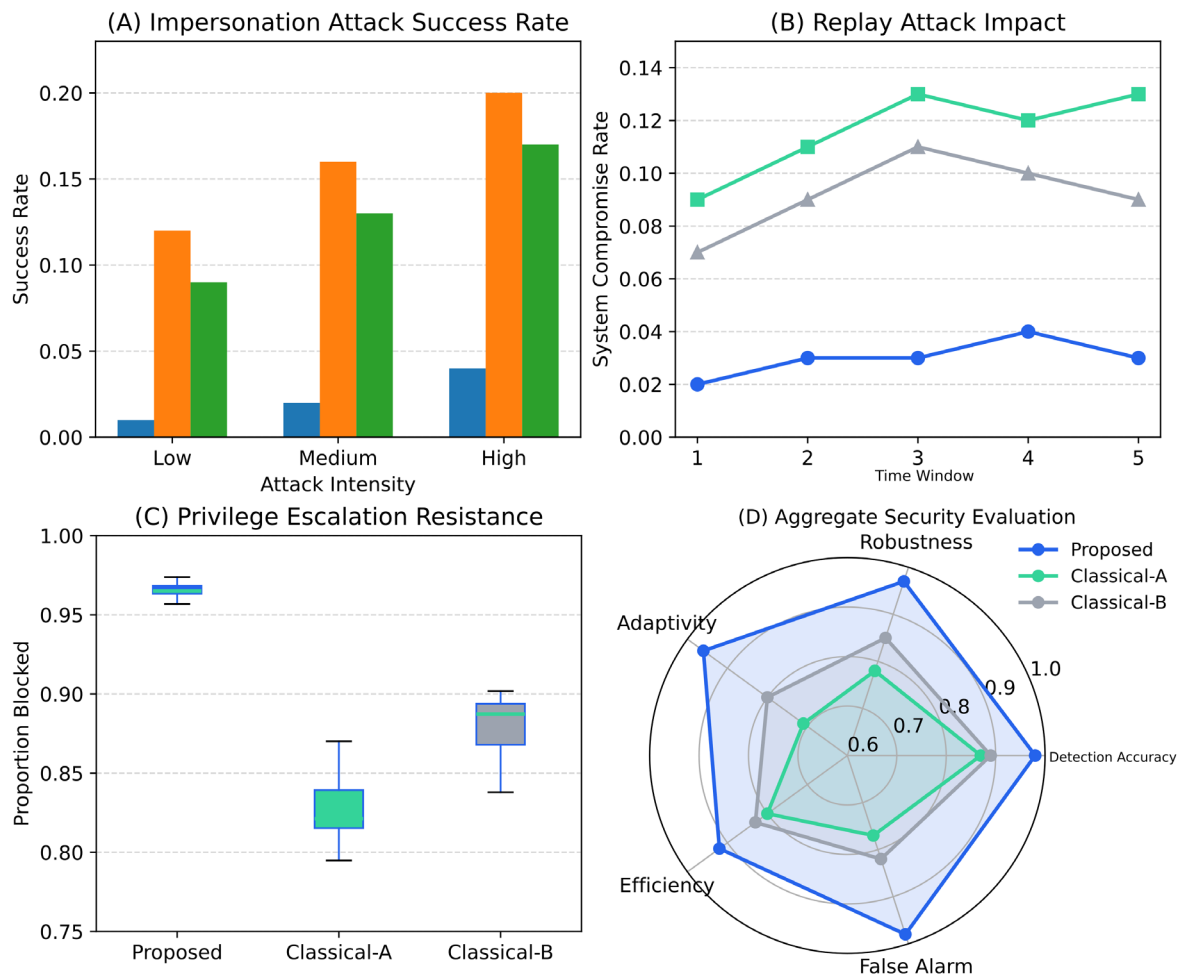 (A) Impersonation Attack Success Rate
Success Rate
0.20
0.15
0.10
0.05
0.00
Low Medium High
Attack Intensity
(B) Replay Attack Impact
System Compromise Rate
0.14
0.12
0.10
0.08
0.06
0.04
0.02
0.00
1 2 3 4 5
Time Window
(C) Privilege Escalation Resistance
Proportion Blocked
1.00
0.95
0.90
0.85
0.80
0.75
Proposed Classical-A Classical-B
(D) Aggregate Security Evaluation
Robustness
Proposed
Classical-A
Classical-B
Adaptivity
1.0
0.9
0.8
0.7
0.6
Detection Accuracy
Efficiency
False Alarm